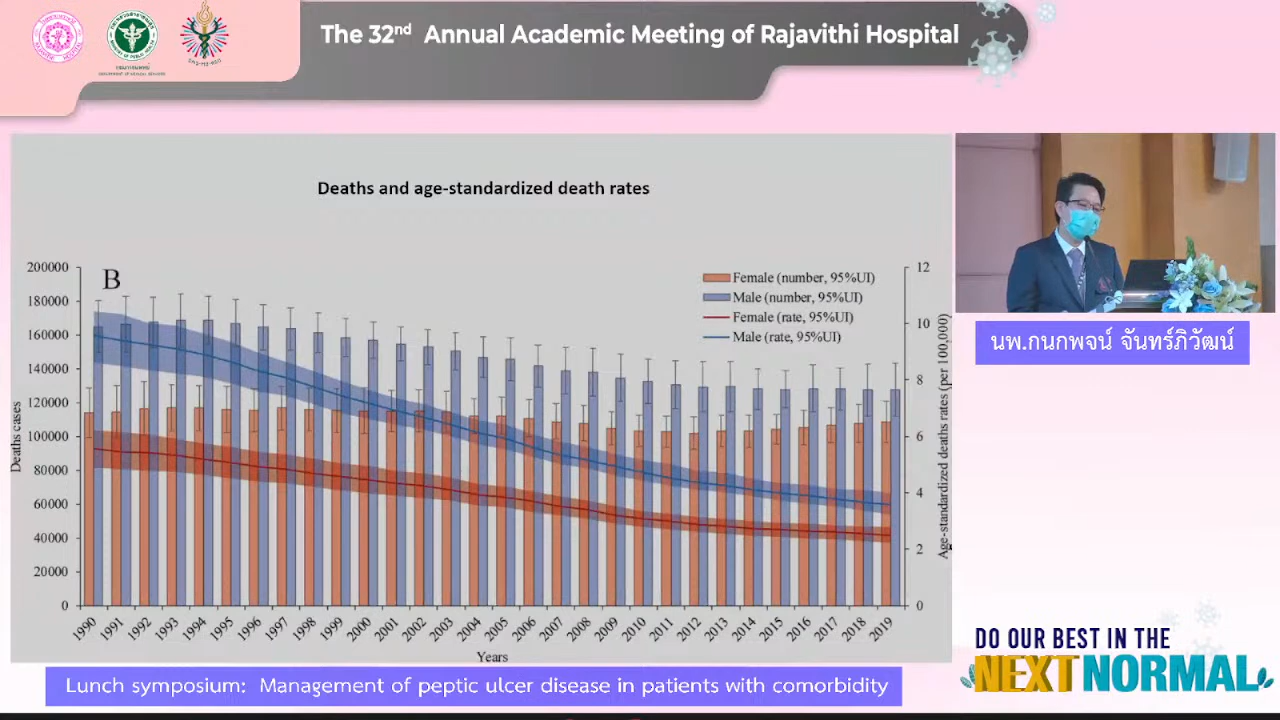 The 32nd Annual Academic Meeting of Rajavithi Hospital
Deaths and age-standardized death rates
B
Female (number, 95%UI)
Male (number, 95%UI)
Female (rate, 95%UI)
Male (rate, 95%UI)
200000
180000
160000
140000
120000
100000
80000
60000
40000
20000
0
Deaths cases
12
10
8
6
4
2
0
Age-standardized deaths rates (per 100,000)
1990 1991 1992 1993 1994 1995 1996 1997 1998 1999 2000 2001 2002 2003 2004 2005 2006 2007 2008 2009 2010 2011 2012 2013 2014 2015 2016 2017 2018 2019
Years
นพ.กนกพจน์ จันทร์ภิวัฒน์
Lunch symposium: Management of peptic ulcer disease in patients with comorbidity
DO OUR BEST IN THE
NEXT NORMAL